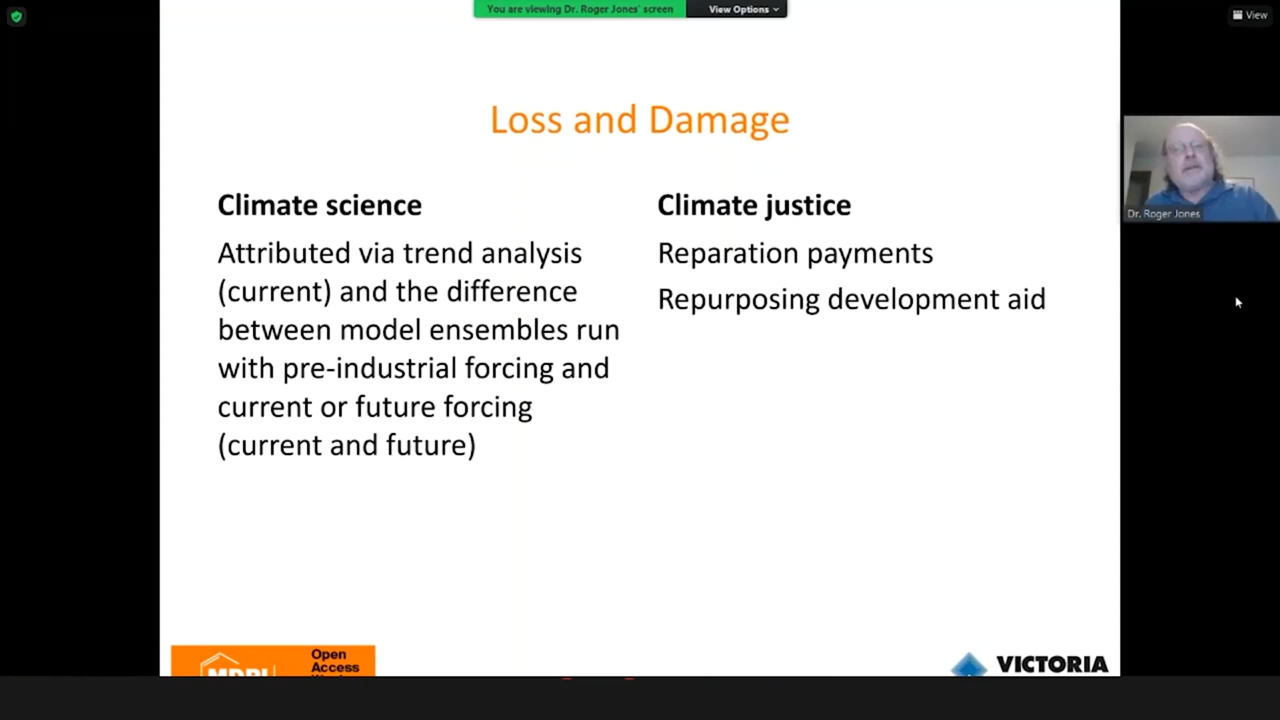 You are viewing Dr. Roger Jones' screen
View Options
View
Loss and Damage
Climate science
Attributed via trend analysis
(current) and the difference
between model ensembles run
with pre-industrial forcing and
current or future forcing
(current and future)
Climate justice
Reparation payments
Repurposing development aid
Dr. Roger Jones
MDPI
Open
Access
VICTORIA